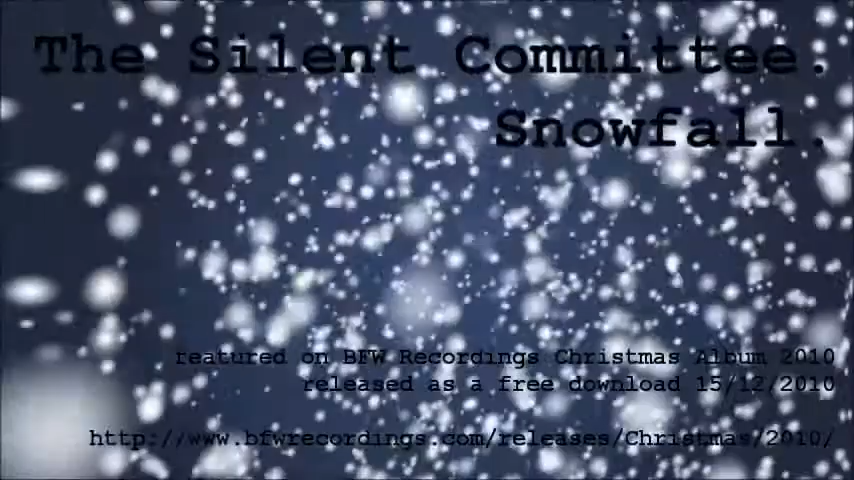 The Silent Committee.
Snowfall.
featured on BFW Recordings Christmas Album 2010
released as a free download 15/12/2010
http://www.bfwrecordings.com/releases/Christmas/2010/